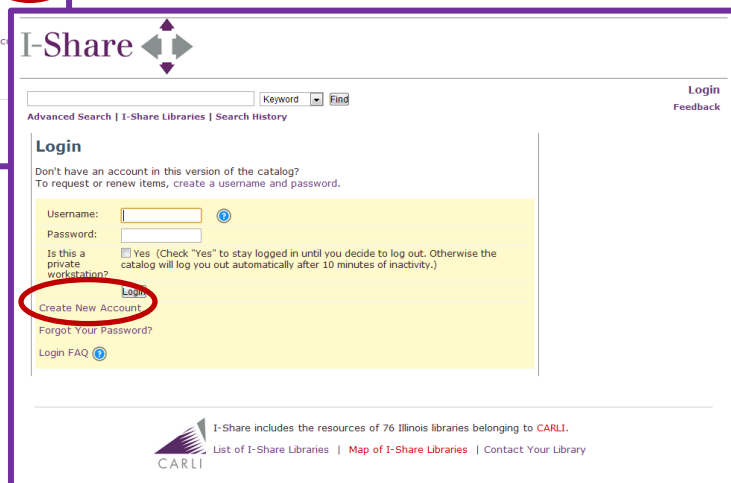 I-Share
Keyword Find
Login
Feedback
Advanced Search | I-Share Libraries | Search History
Login
Don't have an account in this version of the catalog?
To request or renew items, create a username and password.
Username:
Password:
Is this a private workstation?
Yes (Check "Yes" to stay logged in until you decide to log out. Otherwise the
catalog will log you out automatically after 10 minutes of inactivity.)
Login
Create New Account
Forgot Your Password?
Login FAQ
I-Share includes the resources of 76 Illinois libraries belonging to CARLI.
List of I-Share Libraries | Map of I-Share Libraries | Contact Your Library
CARLI